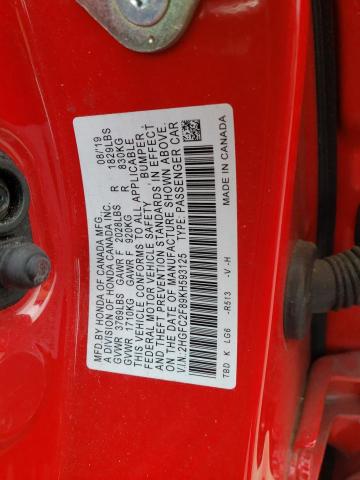 MFD.BY HONDA OF CANADA MFG. 08/19
A DIVISION OF HONDA CANADA INC.
GVWR 3769LBS GAWR F 2028LBS R 1829LBS
GVWR 1710KG GAWR F 920KG R 830KG
THIS VEHICLE CONFORMS TO ALL APPLICABLE
FEDERAL MOTOR VEHICLE SAFETY, BUMPER,
AND THEFT PREVENTION STANDARDS IN EFFECT
ON THE DATE OF MANUFACTURE SHOWN ABOVE.
V.I.N. 2HGFC2F89KH593125 TYPE: PASSENGER CAR
TBD K LG6 -R513 -V -H MADE IN CANADA